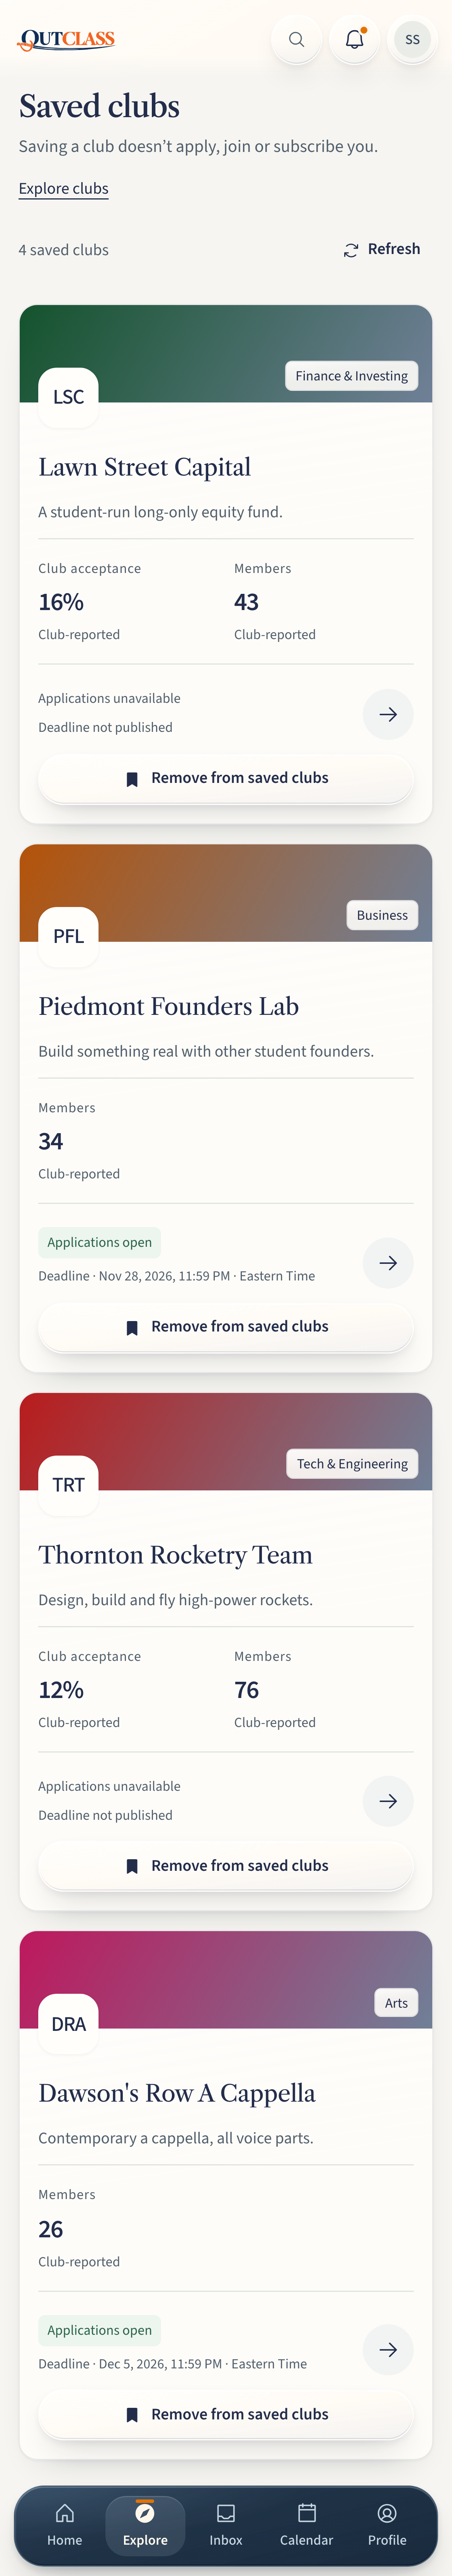 OUTCLASS
SS
Saved clubs
Saving a club doesn’t apply, join or subscribe you.
Explore clubs
4 saved clubs
Refresh
Finance & Investing
LSC
Lawn Street Capital
A student-run long-only equity fund.
Club acceptance
Members
16%
43
Club-reported
Club-reported
Applications unavailable
Deadline not published
Remove from saved clubs
Business
PFL
Piedmont Founders Lab
Build something real with other student founders.
Members
34
Club-reported
Applications open
Deadline · Nov 28, 2026, 11:59 PM · Eastern Time
Remove from saved clubs
Tech & Engineering
TRT
Thornton Rocketry Team
Design, build and fly high-power rockets.
Club acceptance
Members
12%
76
Club-reported
Club-reported
Applications unavailable
Deadline not published
Remove from saved clubs
Arts
DRA
Dawson's Row A Cappella
Contemporary a cappella, all voice parts.
Members
26
Club-reported
Applications open
Deadline · Dec 5, 2026, 11:59 PM · Eastern Time
Remove from saved clubs
Home
Explore
Inbox
Calendar
Profile